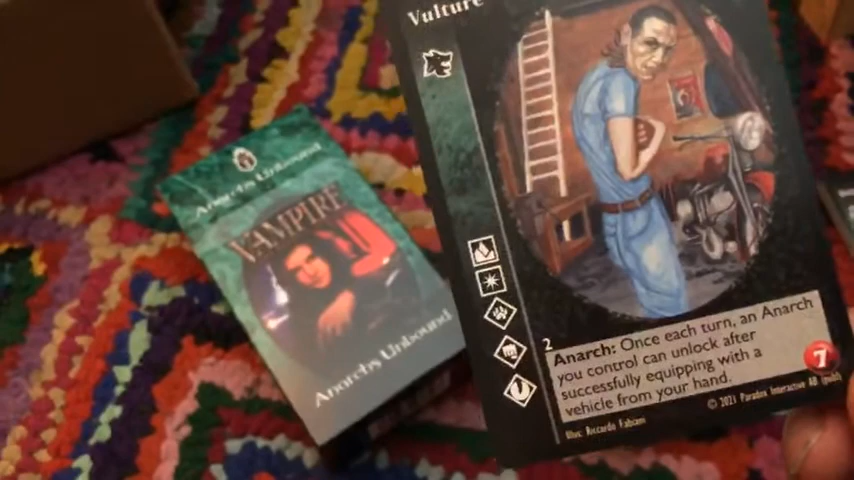 Vulture
Anarchs Unbound
VAMPIRE
Anarchs Unbound
2
Anarch: Once each turn, an Anarch
you control can unlock after
successfully equipping with a
vehicle from your hand.
7
Illus: Riccardo Fabiani
© 2021 Paradox Interactive AB (publ)